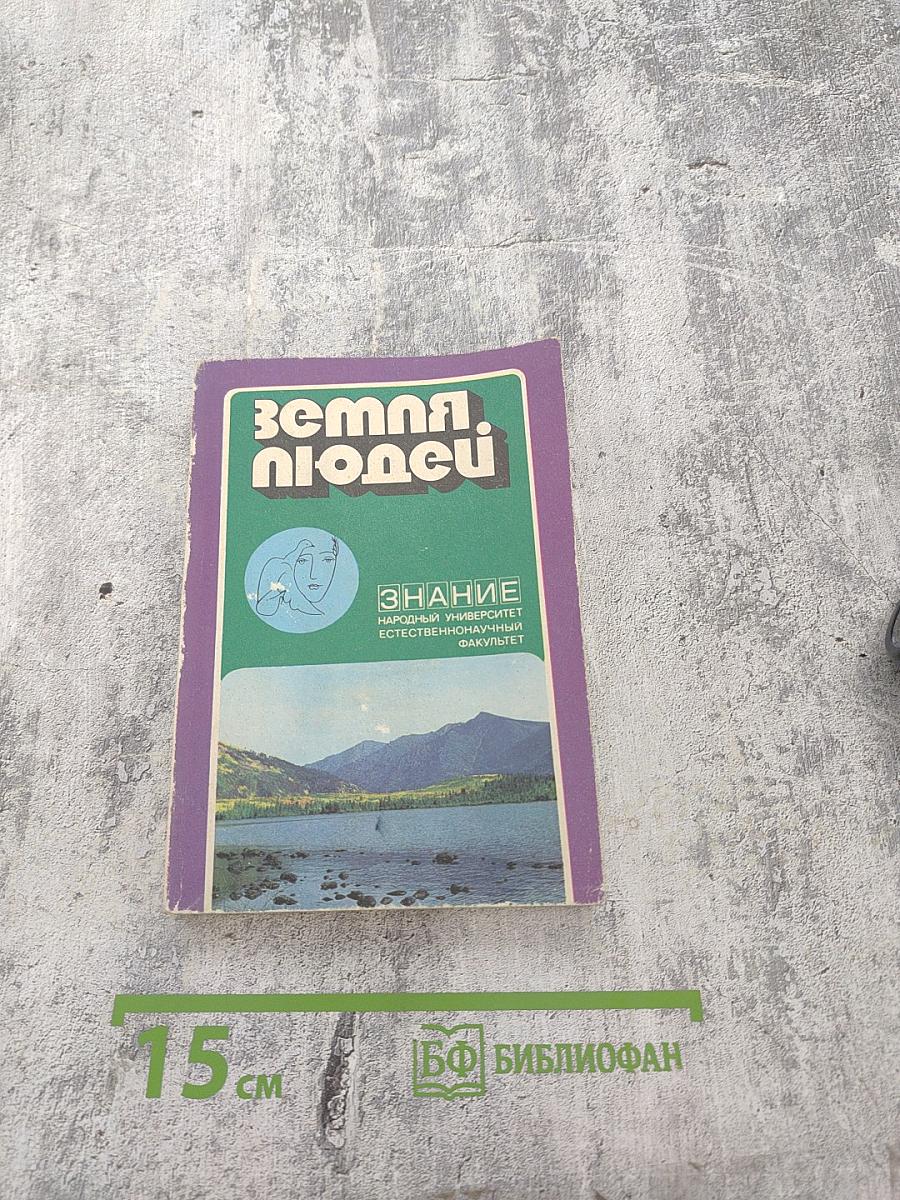 земля
людей
ЗНАНИЕ
НАРОДНЫЙ УНИВЕРСИТЕТ
ЕСТЕСТВЕННОНАУЧНЫЙ
ФАКУЛЬТЕТ
15 см
БФ БИБЛИОФАН